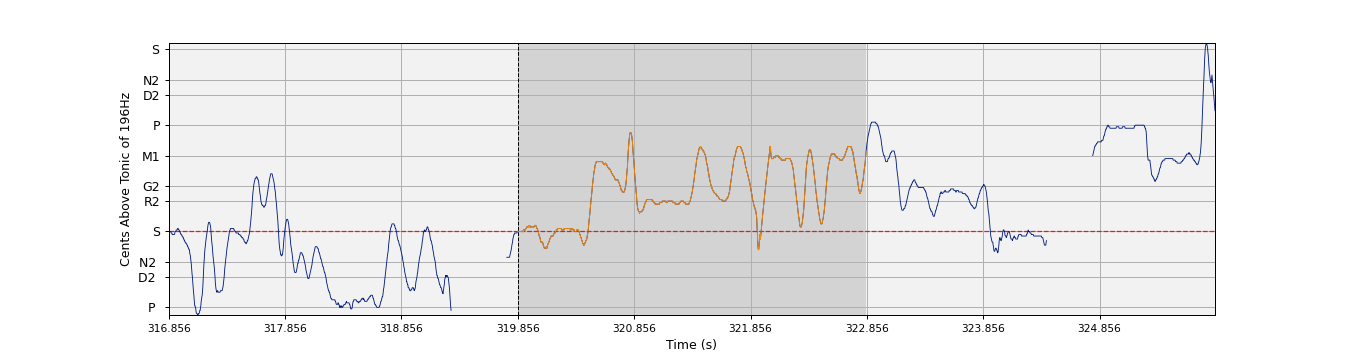 S
N2
D2
P
M1
G2
R2
S
N2
D2
P
Cents Above Tonic of 196Hz
316.856 317.856 318.856 319.856 320.856 321.856 322.856 323.856 324.856
Time (s)